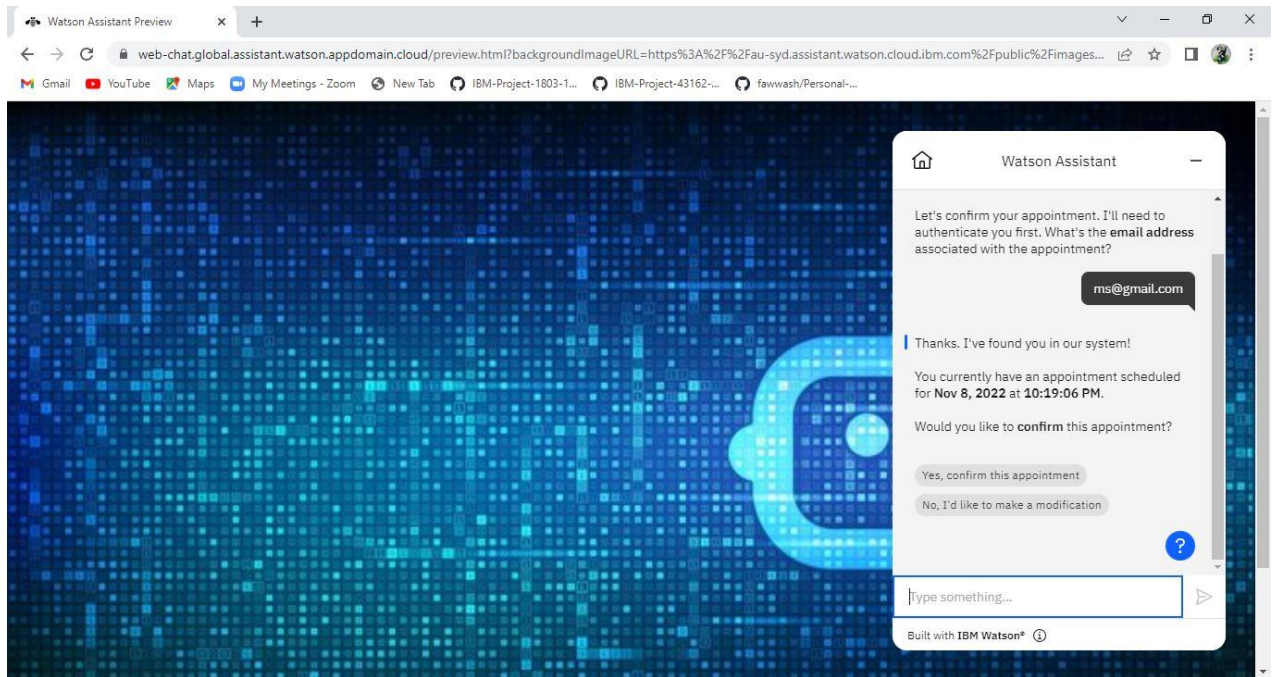 Watson Assistant Preview
web-chat.global.assistant.watson.appdomain.cloud/preview.html?backgroundImageURL=https%3A%2F%2Fau-syd.assistant.watson.cloud.ibm.com%2Fpublic%2Fimages...
Gmail YouTube Maps My Meetings - Zoom New Tab IBM-Project-1803-1... IBM-Project-43162-... fawwash/Personal-...
Watson Assistant
Let's confirm your appointment. I'll need to
authenticate you first. What's the email address
associated with the appointment?
ms@gmail.com
Thanks. I've found you in our system!
You currently have an appointment scheduled
for Nov 8, 2022 at 10:19:06 PM.
Would you like to confirm this appointment?
Yes, confirm this appointment
No, I'd like to make a modification
?
Type something...
Built with IBM Watson®